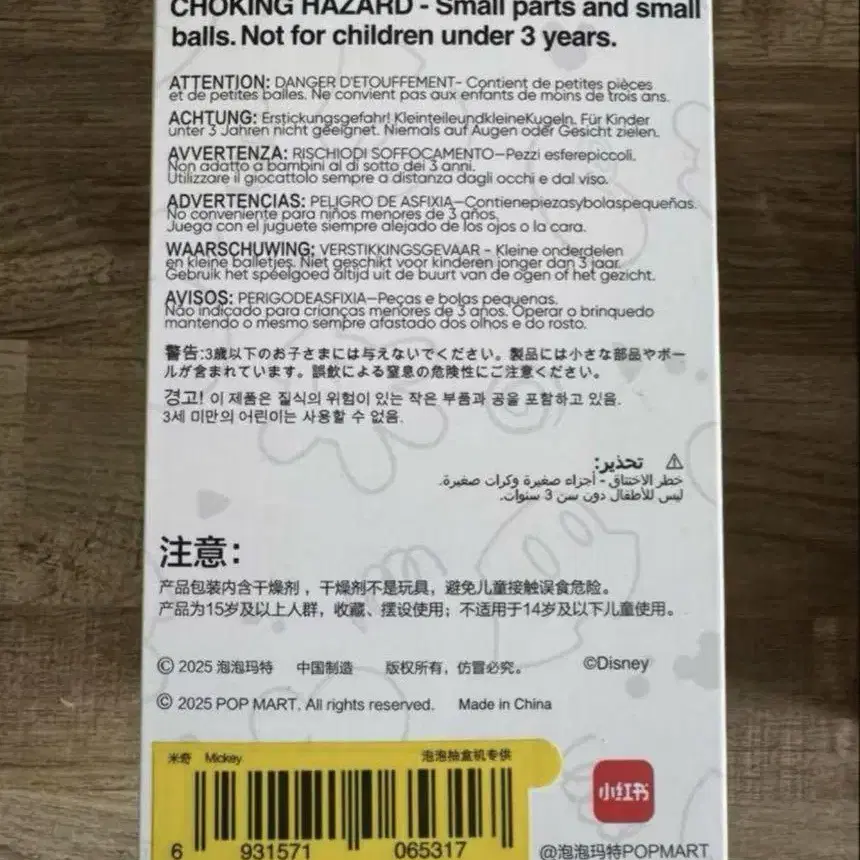 CHOKING HAZARD - Small parts and small
balls. Not for children under 3 years.
ATTENTION: DANGER D'ETOUFFEMENT- Contient de petites pièces
et de petites balles. Ne convient pas aux enfants de moins de trois ans.
ACHTUNG: Erstickungsgefahr! KleinteileundkleineKugeln. Für Kinder
unter 3 Jahren nicht geeignet. Niemals auf Augen oder Gesicht zielen.
AVVERTENZA: RISCHIODI SOFFOCAMENTO—Pezzi esferepiccoli.
Non adatto a bambini al di sotto dei 3 anni.
Utilizzare il giocattolo sempre a distanza dagli occhi e dal viso.
ADVERTENCIAS: PELIGRO DE ASFIXIA—Contienepiezasybolaspequeñas.
No conveniente para niños menores de 3 años.
Juega con el juguete siempre alejado de los ojos o la cara.
WAARSCHUWING: VERSTIKKINGSGEVAAR - Kleine onderdelen
en kleine balletjes. Niet geschikt voor kinderen jonger dan 3 jaar.
Gebruik het speelgoed altijd uit de buurt van de ogen of het gezicht.
AVISOS: PERIGODEASFIXIA—Peças e bolas pequenas.
Não indicado para crianças menores de 3 anos. Operar o brinquedo
mantendo o mesmo sempre afastado dos olhos e do rosto.
警告:3歳以下のお子さまには与えないでください。製品には小さな部品やボー
ルが含まれています。誤飲による窒息の危険性にご注意ください。
경고! 이 제품은 질식의 위험이 있는 작은 부품과 공을 포함하고 있음.
3세 미만의 어린이는 사용할 수 없음.
⚠ تحذير:
خطر الاختناق - أجزاء صغيرة وكرات صغيرة.
ليس للأطفال دون سن 3 سنوات.
注意：
产品包装内含干燥剂，干燥剂不是玩具，避免儿童接触误食危险。
产品为15岁及以上人群，收藏、摆设使用；不适用于14岁及以下儿童使用。
© 2025 泡泡玛特 中国制造 版权所有，仿冒必究。 ©Disney
© 2025 POP MART. All rights reserved. Made in China
米奇 Mickey 泡泡抽盒机专供
小红书
6 931571 065317
@泡泡玛特POPMART